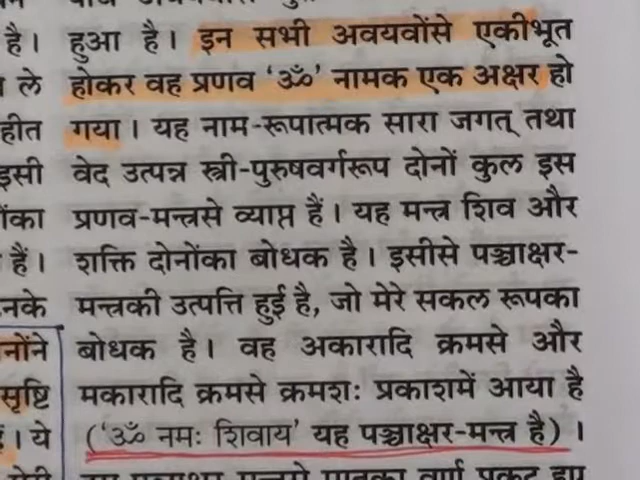 है। हुआ है। इन सभी अवयवोंसे एकीभूत
ले होकर वह प्रणव ‘ॐ’ नामक एक अक्षर हो
हीत गया। यह नाम-रूपात्मक सारा जगत् तथा
इसी वेद उत्पन्न स्त्री-पुरुषवर्गरूप दोनों कुल इस
प्रणव-मन्त्रसे व्याप्त हैं। यह मन्त्र शिव और
हैं। शक्ति दोनोंका बोधक है। इसीसे पञ्चाक्षर-
नके मन्त्रकी उत्पत्ति हुई है, जो मेरे सकल रूपका
नोंने बोधक है। वह अकारादि क्रमसे और
सृष्टि मकारादि क्रमसे क्रमशः प्रकाशमें आया है
ये (‘ॐ नमः शिवाय’ यह पञ्चाक्षर-मन्त्र है)।